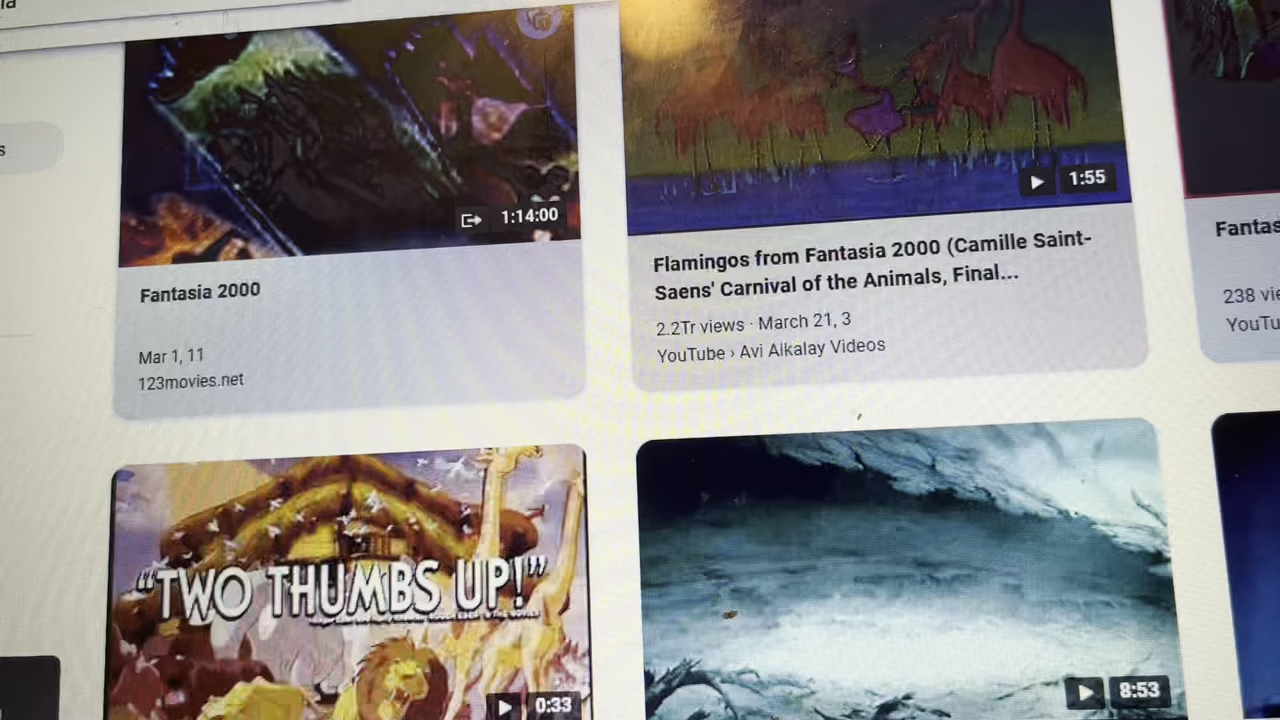 1:14:00
Fantasia 2000
Mar 1, 11
123movies.net
1:55
Flamingos from Fantasia 2000 (Camille Saint-
Saens' Carnival of the Animals, Final...
2.2Tr views · March 21, 3
YouTube › Avi Alkalay Videos
Fantas
238 vie
YouTu
"TWO THUMBS UP!"
0:33
8:53